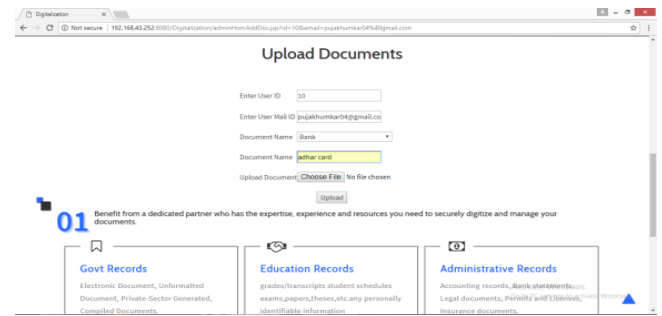 Digitalization
Not secure | 192.168.43.252:8080/Digitalization/adminHomAddDoc.jsp?id=10&email=pujakhumkar04%40gmail.com
Upload Documents
Enter User ID 10
Enter User Mail ID pujakhumkar04@gmail.co
Document Name Bank
Document Name adhar card
Upload Document Choose File No file chosen
Upload
01 Benefit from a dedicated partner who has the expertise, experience and resources you need to securely digitize and manage your
documents.
Govt Records
Electronic Document, Unformatted
Document, Private-Sector Generated,
Compiled Documents.
Education Records
grades/transcripts student schedules
exams,papers,theses,etc.any personally
identifiable information
Administrative Records
Accounting records, Bank statements,
Legal documents, Permits and Licenses,
Insurance documents.